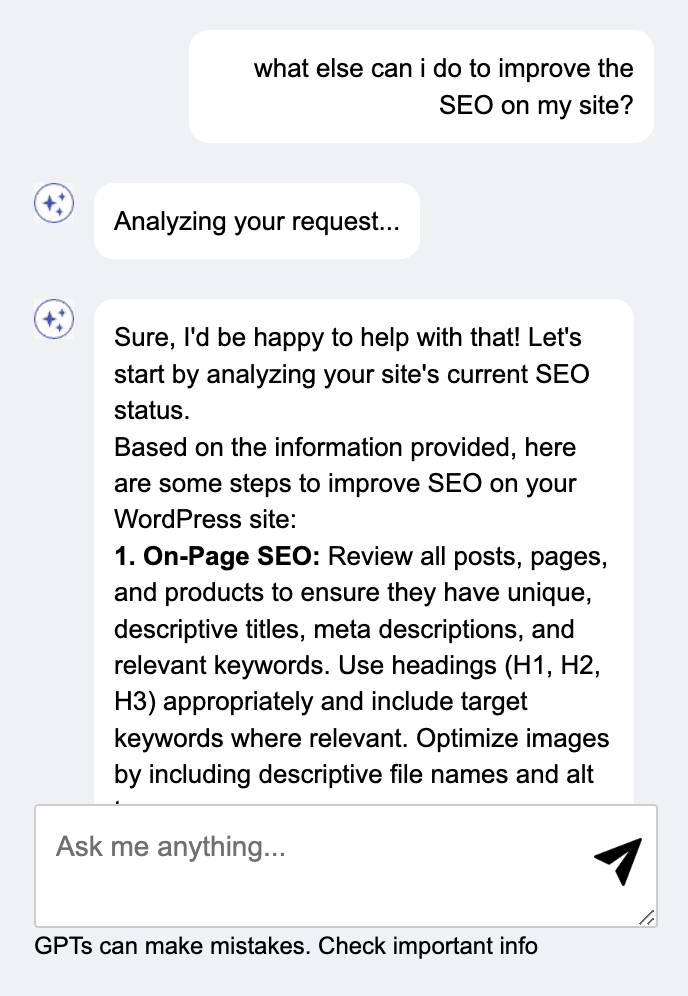 what else can i do to improve the
SEO on my site?
Analyzing your request...
Sure, I'd be happy to help with that! Let's
start by analyzing your site's current SEO
status.
Based on the information provided, here
are some steps to improve SEO on your
WordPress site:
1. On-Page SEO: Review all posts, pages,
and products to ensure they have unique,
descriptive titles, meta descriptions, and
relevant keywords. Use headings (H1, H2,
H3) appropriately and include target
keywords where relevant. Optimize images
by including descriptive file names and alt
Ask me anything...
GPTs can make mistakes. Check important info